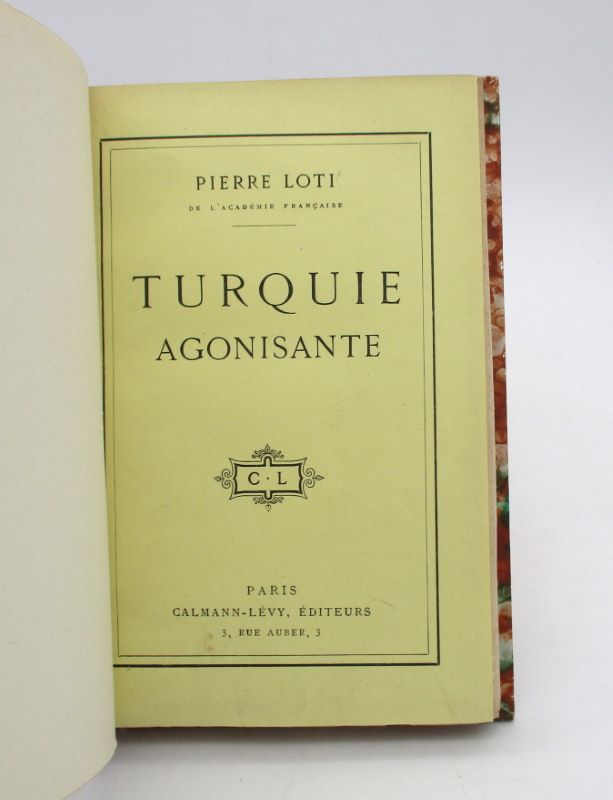 PIERRE LOTI
DE L'ACADÉMIE FRANÇAISE
TURQUIE
AGONISANTE
C · L
PARIS
CALMANN-LÉVY, ÉDITEURS
3, RUE AUBER, 3